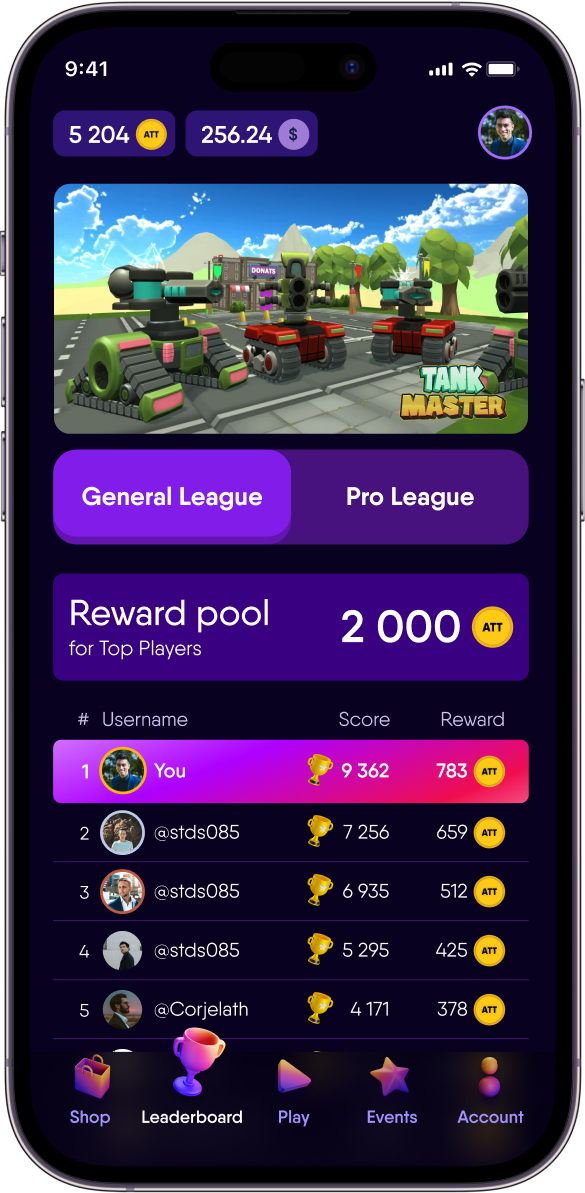 9:41
5 204 ATT 256.24 $
DONATS
TANK
MASTER
General League Pro League
Reward pool
for Top Players
2 000 ATT
# Username Score Reward
1 You 9 362 783 ATT
2 @stds085 7 256 659 ATT
3 @stds085 6 935 512 ATT
4 @stds085 5 295 425 ATT
5 @Corjelath 4 171 378 ATT
Shop Leaderboard Play Events Account